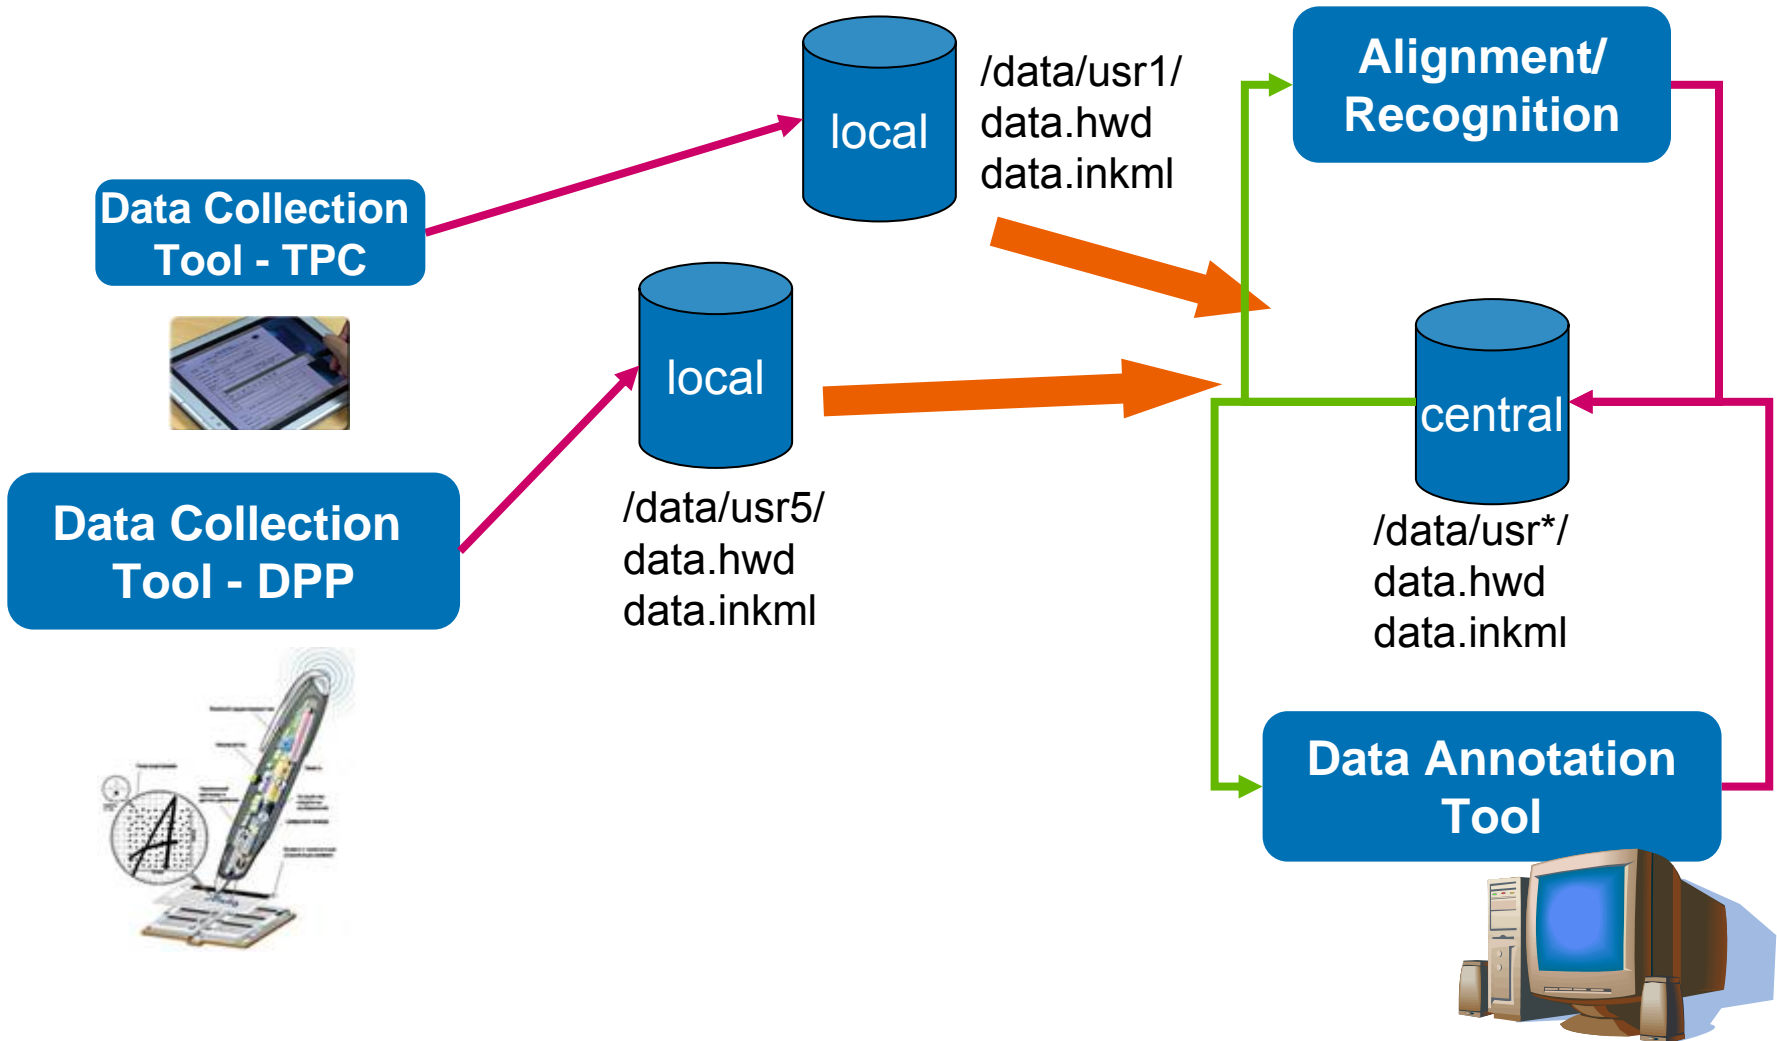 Data Collection
Tool - TPC
local
/data/usr1/
data.hwd
data.inkml
Data Collection
Tool - DPP
local
/data/usr5/
data.hwd
data.inkml
Alignment/
Recognition
central
/data/usr*/
data.hwd
data.inkml
Data Annotation
Tool